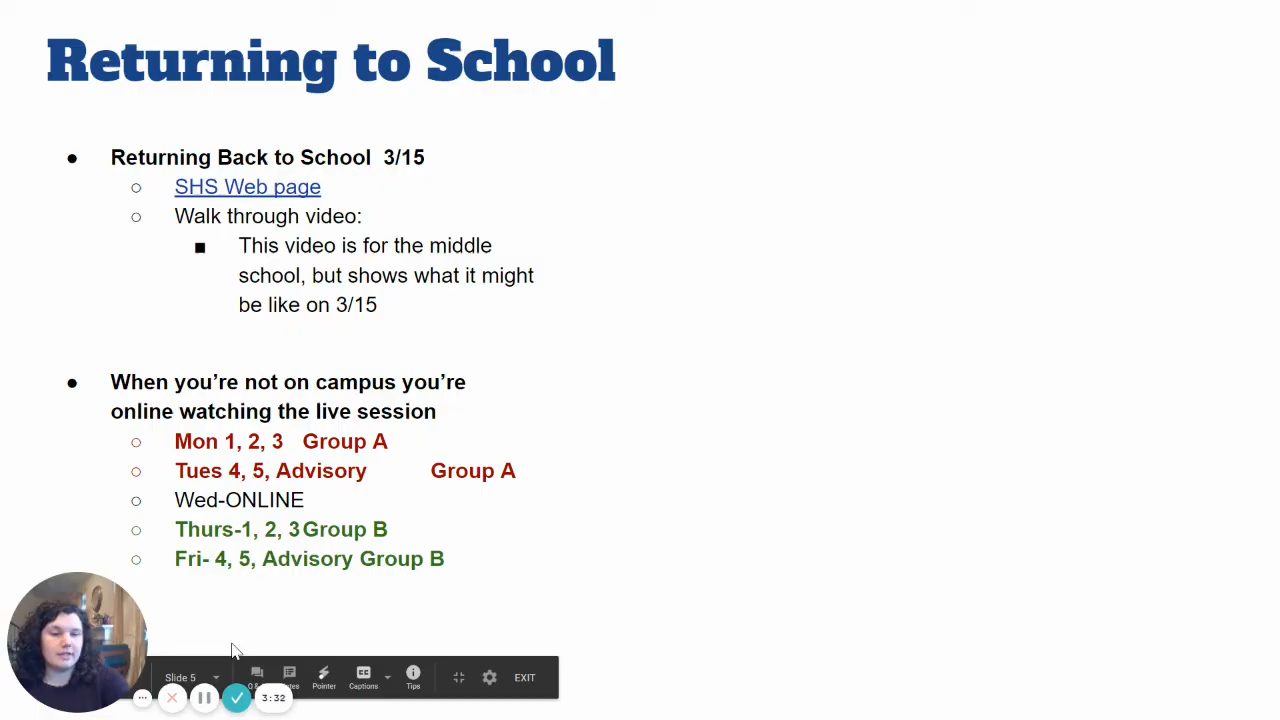 Returning to School
● Returning Back to School 3/15
○ SHS Web page
○ Walk through video:
■ This video is for the middle
school, but shows what it might
be like on 3/15
● When you’re not on campus you’re
online watching the live session
○ Mon 1, 2, 3 Group A
○ Tues 4, 5, Advisory Group A
○ Wed-ONLINE
○ Thurs-1, 2, 3 Group B
○ Fri- 4, 5, Advisory Group B
Slide 5
Pointer
Captions
Tips
EXIT
3:32